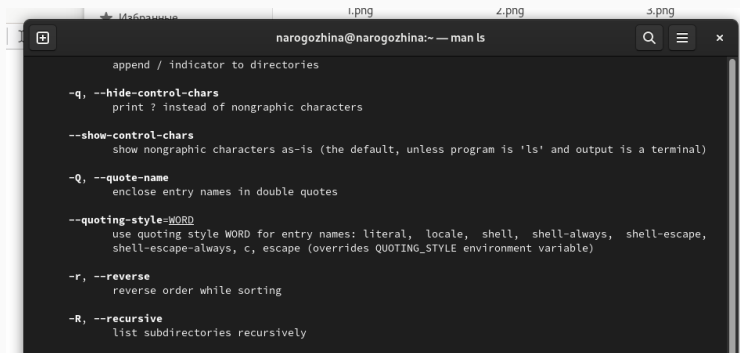 Избранные
1.png 2.png 3.png
narogozhina@narogozhina:~ — man ls
append / indicator to directories
-q, --hide-control-chars
print ? instead of nongraphic characters
--show-control-chars
show nongraphic characters as-is (the default, unless program is 'ls' and output is a terminal)
-Q, --quote-name
enclose entry names in double quotes
--quoting-style=WORD
use quoting style WORD for entry names: literal, locale, shell, shell-always, shell-escape,
shell-escape-always, c, escape (overrides QUOTING_STYLE environment variable)
-r, --reverse
reverse order while sorting
-R, --recursive
list subdirectories recursively